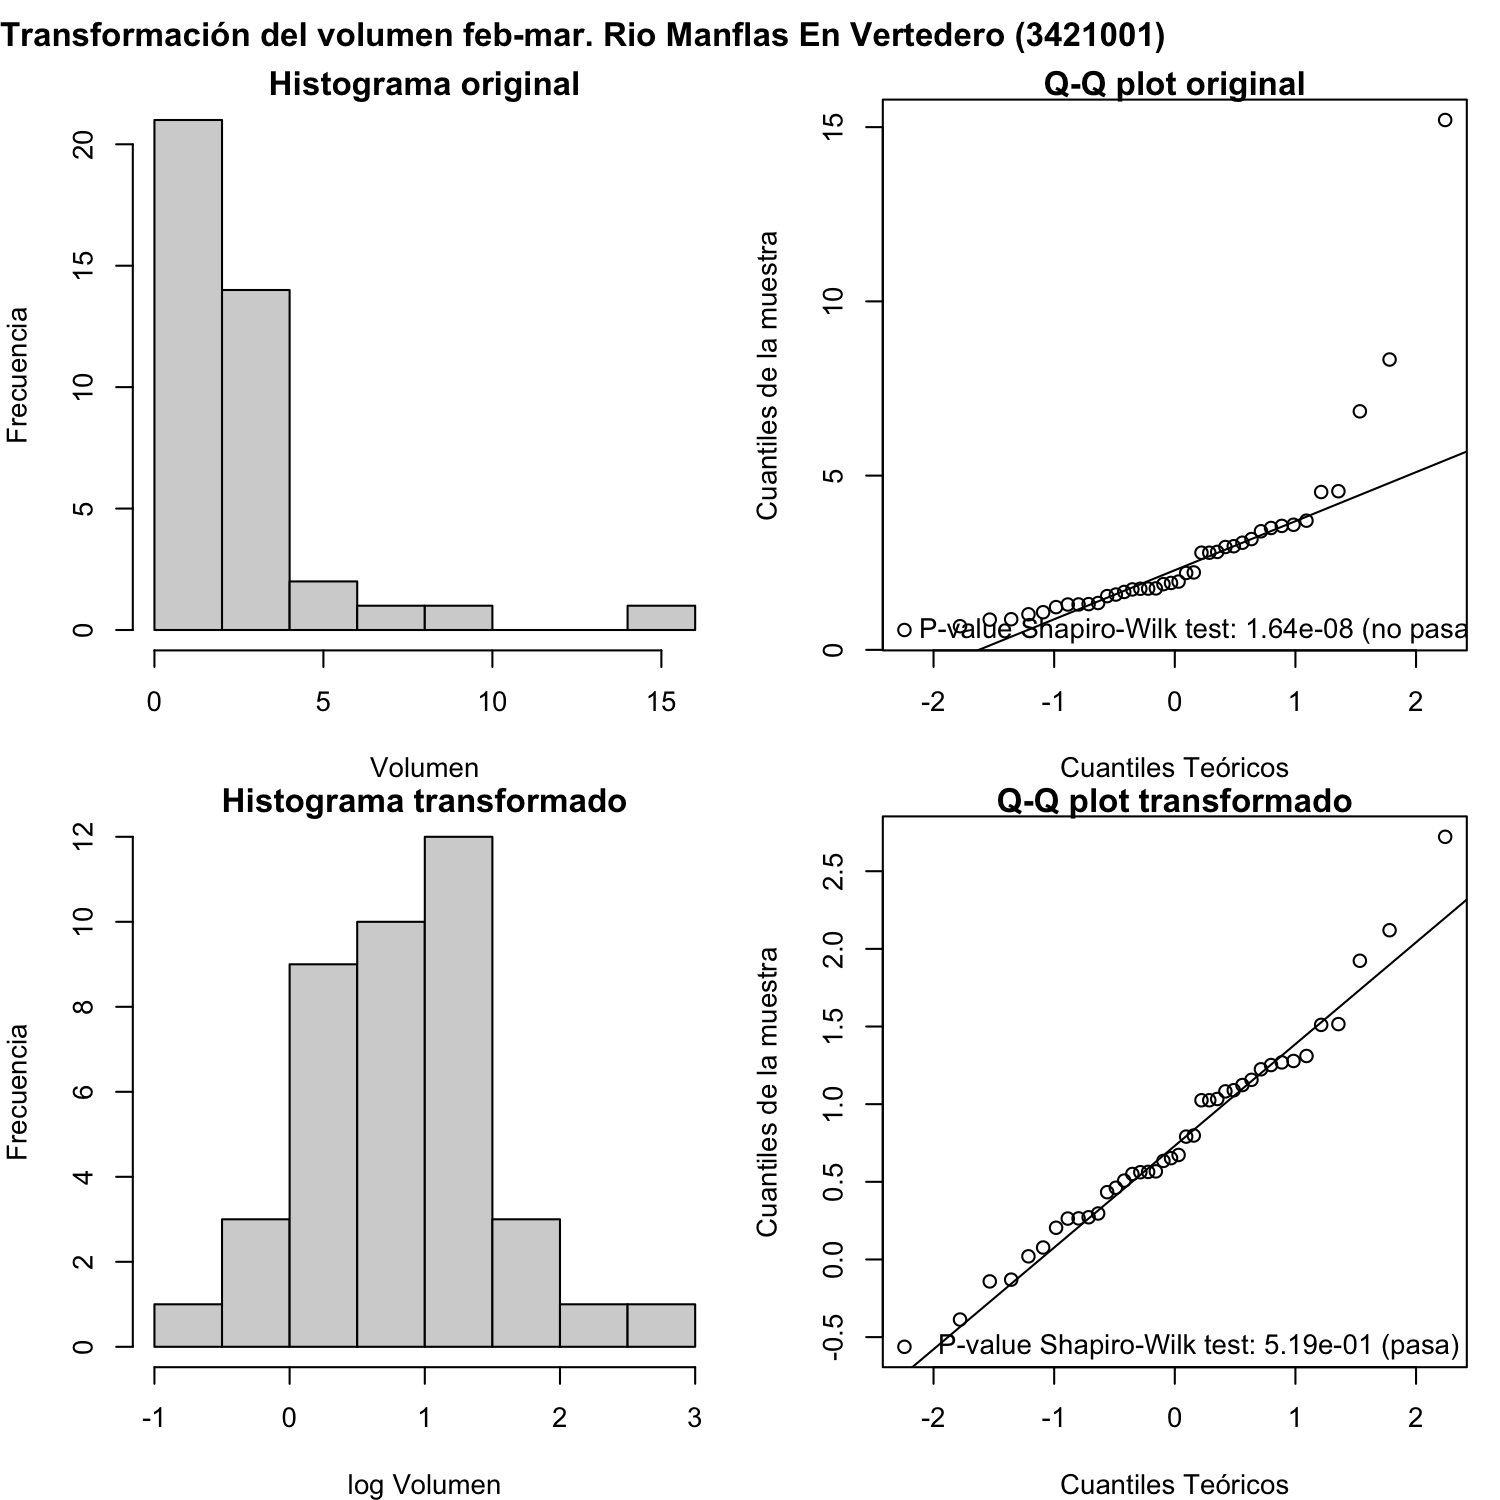 Transformación del volumen feb-mar. Rio Manflas En Vertedero (3421001)
Histograma original
Frecuencia
20
15
10
5
0
0 5 10 15
Volumen
Q-Q plot original
Cuantiles de la muestra
15
10
5
0
P-value Shapiro-Wilk test: 1.64e-08 (no pasa
-2 -1 0 1 2
Cuantiles Teóricos
Histograma transformado
Frecuencia
12
10
8
6
4
2
0
-1 0 1 2 3
log Volumen
Q-Q plot transformado
Cuantiles de la muestra
2.5
2.0
1.5
1.0
0.5
0.0
-0.5
P-value Shapiro-Wilk test: 5.19e-01 (pasa)
-2 -1 0 1 2
Cuantiles Teóricos